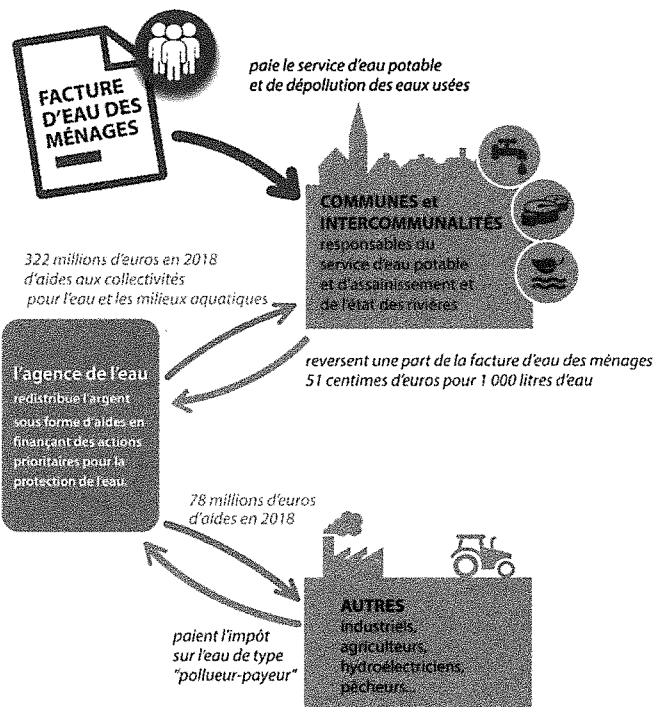 FACTURE
D'EAU DES
MÉNAGES
paie le service d'eau potable
et de dépollution des eaux usées
COMMUNES et
INTERCOMMUNALITÉS
responsables du
service d'eau potable
et d'assainissement et
de l'état des rivières
322 millions d'euros en 2018
d'aides aux collectivités
pour l'eau et les milieux aquatiques
reversent une part de la facture d'eau des ménages
51 centimes d'euros pour 1 000 litres d'eau
l'agence de l'eau
redistribue l'argent
sous forme d'aides en
finançant des actions
prioritaires pour la
protection de l'eau.
78 millions d'euros
d'aides en 2018
AUTRES
industriels,
agriculteurs,
hydroélectriciens,
pêcheurs...
paient l'impôt
sur l'eau de type
"pollueur-payeur"